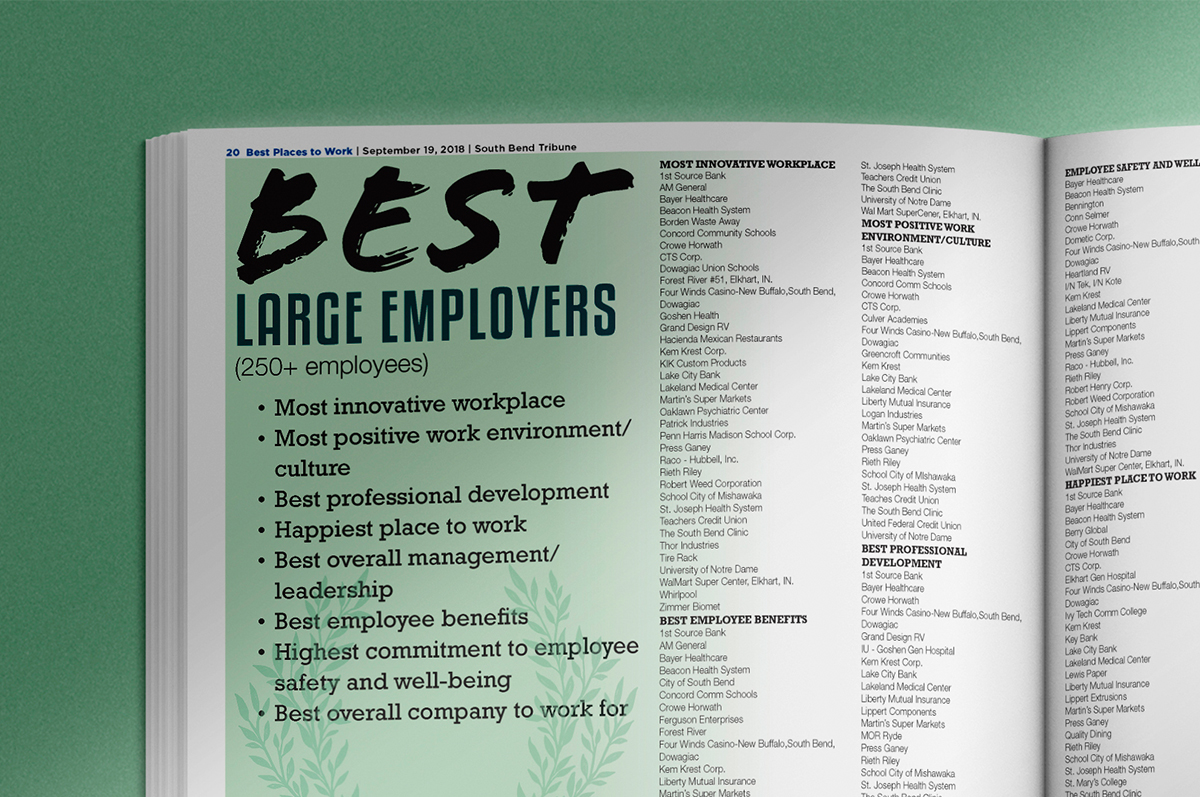 20 Best Places to Work | September 19, 2018 | South Bend Tribune
BEST
LARGE EMPLOYERS
(250+ employees)
• Most innovative workplace
• Most positive work environment/
culture
• Best professional development
• Happiest place to work
• Best overall management/
leadership
• Best employee benefits
• Highest commitment to employee
safety and well-being
• Best overall company to work for
MOST INNOVATIVE WORKPLACE
1st Source Bank
AM General
Bayer Healthcare
Beacon Health System
Borden Waste Away
Concord Community Schools
Crowe Horwath
CTS Corp.
Dowagiac Union Schools
Forest River #51, Elkhart, IN.
Four Winds Casino-New Buffalo,South Bend,
Dowagiac
Goshen Health
Grand Design RV
Hacienda Mexican Restaurants
Kem Krest Corp.
KIK Custom Products
Lake City Bank
Lakeland Medical Center
Martin's Super Markets
Oaklawn Psychiatric Center
Patrick Industries
Penn Harris Madison School Corp.
Press Ganey
Raco - Hubbell, Inc.
Rieth Riley
Robert Weed Corporation
School City of Mishawaka
St. Joseph Health System
Teachers Credit Union
The South Bend Clinic
Thor Industries
Tire Rack
University of Notre Dame
WalMart Super Center, Elkhart, IN.
Whirlpool
Zimmer Biomet
BEST EMPLOYEE BENEFITS
1st Source Bank
AM General
Bayer Healthcare
Beacon Health System
City of South Bend
Concord Comm Schools
Crowe Horwath
Ferguson Enterprises
Forest River
Four Winds Casino-New Buffalo,South Bend,
Dowagiac
Kem Krest Corp.
Liberty Mutual Insurance
Martin's Super Markets
St. Joseph Health System
Teachers Credit Union
The South Bend Clinic
University of Notre Dame
Wal Mart SuperCener, Elkhart, IN.
MOST POSITIVE WORK
ENVIRONMENT/CULTURE
1st Source Bank
Bayer Healthcare
Beacon Health System
Concord Comm Schools
Crowe Horwath
CTS Corp.
Culver Academies
Four Winds Casino-New Buffalo,South Bend,
Dowagiac
Greencroft Communities
Kem Krest
Lake City Bank
Lakeland Medical Center
Liberty Mutual Insurance
Logan Industries
Martin's Super Markets
Oaklawn Psychiatric Center
Press Ganey
Rieth Riley
School City of MIshawaka
St. Joseph Health System
Teaches Credit Union
The South Bend Clinic
United Federal Credit Union
University of Notre Dame
BEST PROFESSIONAL
DEVELOPMENT
1st Source Bank
Bayer Healthcare
Crowe Horwath
Four Winds Casino-New Buffalo,South Bend,
Dowagiac
Grand Design RV
IU - Goshen Gen Hospital
Kem Krest Corp.
Lake City Bank
Lakeland Medical Center
Liberty Mutual Insurance
Lippert Components
Martin's Super Markets
MOR Ryde
Press Ganey
Rieth Riley
School City of Mishawaka
St. Joseph Health System
The South Bend Clinic
EMPLOYEE SAFETY AND WELL
Bayer Healthcare
Beacon Health System
Bennington
Conn Selmer
Crowe Horwath
Dometic Corp.
Four Winds Casino-New Buffalo,South
Dowagiac
Heartland RV
I/N Tek, I/N Kote
Kem Krest
Lakeland Medical Center
Liberty Mutual Insurance
Lippert Components
Martin's Super Markets
Press Ganey
Raco - Hubbell, Inc.
Rieth Riley
Robert Henry Corp.
Robert Weed Corporation
School City of Mishawaka
St. Joseph Health System
The South Bend Clinic
Thor Industries
University of Notre Dame
WalMart Super Center, Elkhart, IN.
HAPPIEST PLACE TO WORK
1st Source Bank
Bayer Healthcare
Beacon Health System
Berry Global
City of South Bend
Crowe Horwath
CTS Corp.
Elkhart Gen Hospital
Four Winds Casino-New Buffalo,South
Dowagiac
Ivy Tech Comm College
Kem Krest
Key Bank
Lake City Bank
Lakeland Medical Center
Lewis Paper
Liberty Mutual Insurance
Lippert Extrusions
Martin's Super Markets
Press Ganey
Quality Dining
Rieth Riley
School City of Mishawaka
St. Joseph Health System
St. Mary's College
The South Bend Clinic